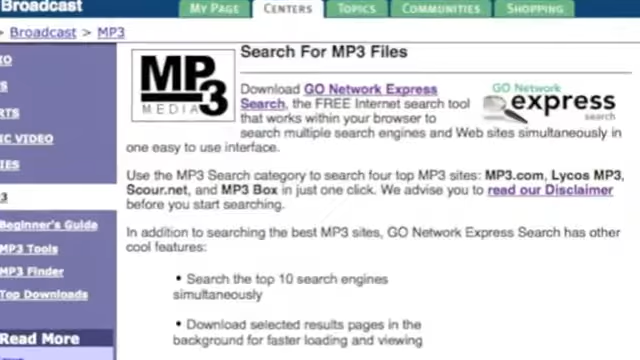 Broadcast
My Page
Centers
Topics
Communities
Shopping
> Broadcast > MP3
Search For MP3 Files
MP3
MEDIA
Download GO Network Express
Search, the FREE Internet search tool
that works within your browser to
search multiple search engines and Web sites simultaneously in
one easy to use interface.
GO Network
express
search
Use the MP3 Search category to search four top MP3 sites: MP3.com, Lycos MP3,
Scour.net, and MP3 Box in just one click. We advise you to read our Disclaimer
before you start searching.
In addition to searching the best MP3 sites, GO Network Express Search has other
cool features:
• Search the top 10 search engines
simultaneously
• Download selected results pages in the
background for faster loading and viewing
VIDEO
Beginner's Guide
MP3 Tools
MP3 Finder
Top Downloads
Read More